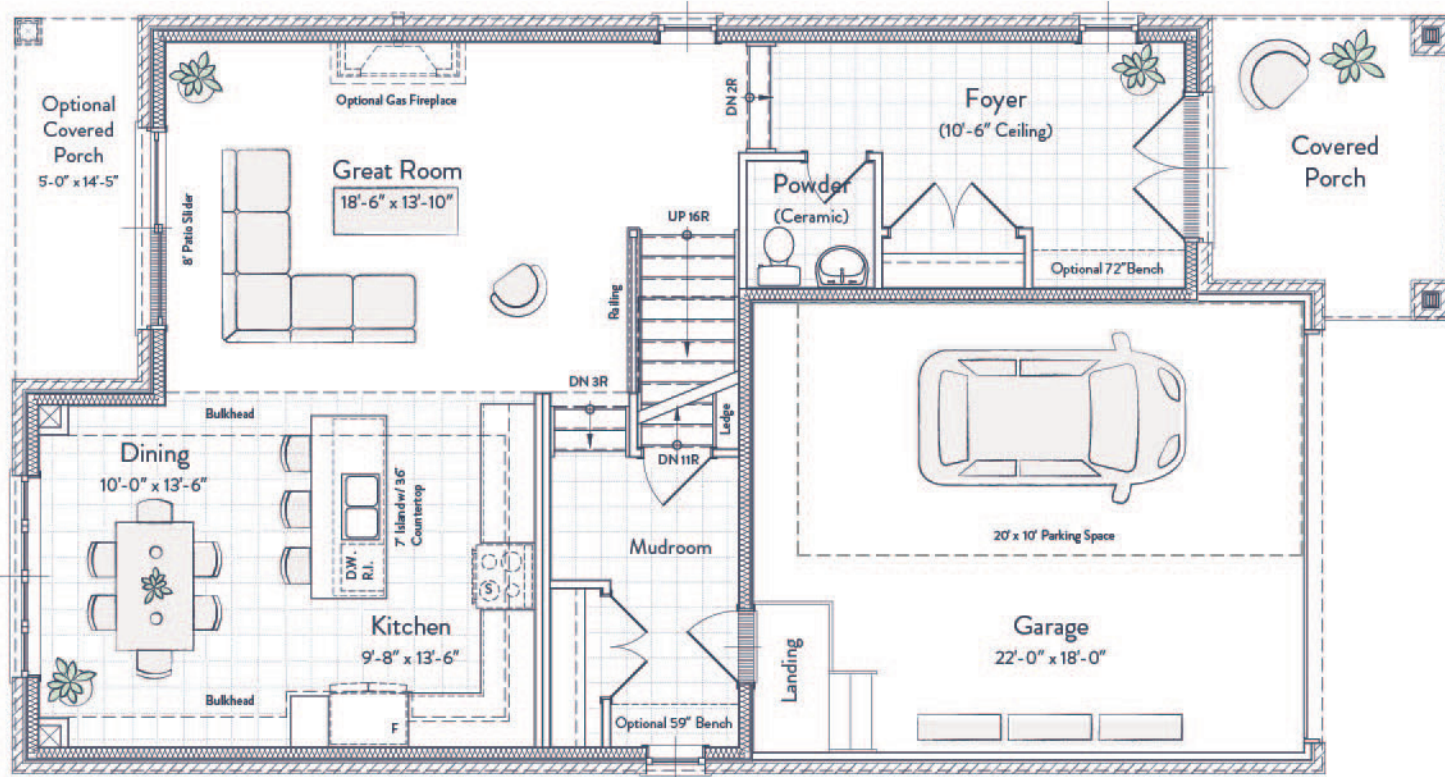 Optional
Covered
Porch
5'-0" x 14'-5"
8' Patio Slider
Optional Gas Fireplace
Great Room
18'-6" x 13'-10"
DN 2R
Foyer
(10'-6" Ceiling)
Covered
Porch
Powder
(Ceramic)
UP 16R
Railing
Optional 72" Bench
DN 3R
Ledge
DN 11R
Bulkhead
Dining
10'-0" x 13'-6"
7' Island w/ 36"
Countertop
D.W.
R.I.
S
Kitchen
9'-8" x 13'-6"
Bulkhead
F
Mudroom
Optional 59" Bench
Landing
20' x 10' Parking Space
Garage
22'-0" x 18'-0"